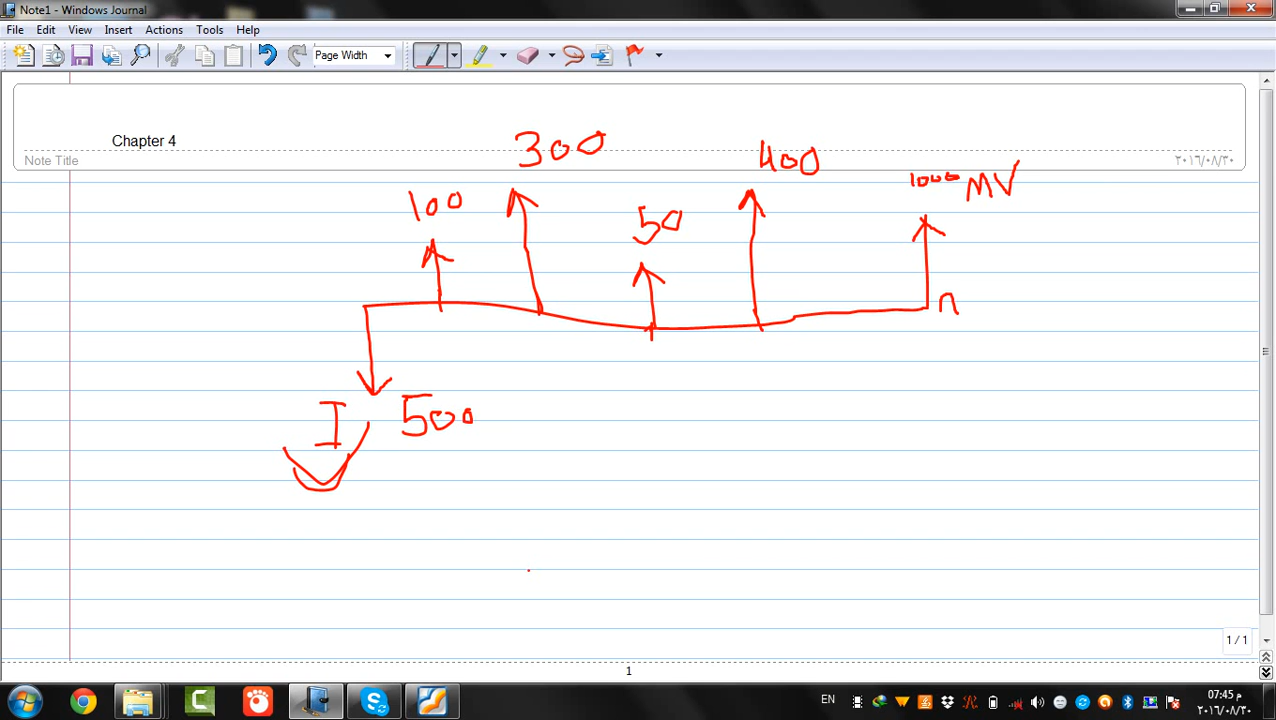 Note1 - Windows Journal
File Edit View Insert Actions Tools Help
Page Width
Chapter 4
Note Title
٢٠١٦/٠٨/٣٠
300
400
1000 MV
100
50
n
I 500
1 / 1
1
EN
07:45 م
٢٠١٦/٠٨/٣٠